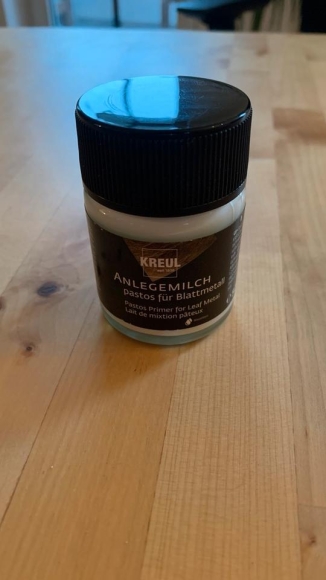 KREUL
ANLEGEMILCH
pastos für Blattmetall
Pastos Primer for Leaf Metal
Lait de mixtion pâteux